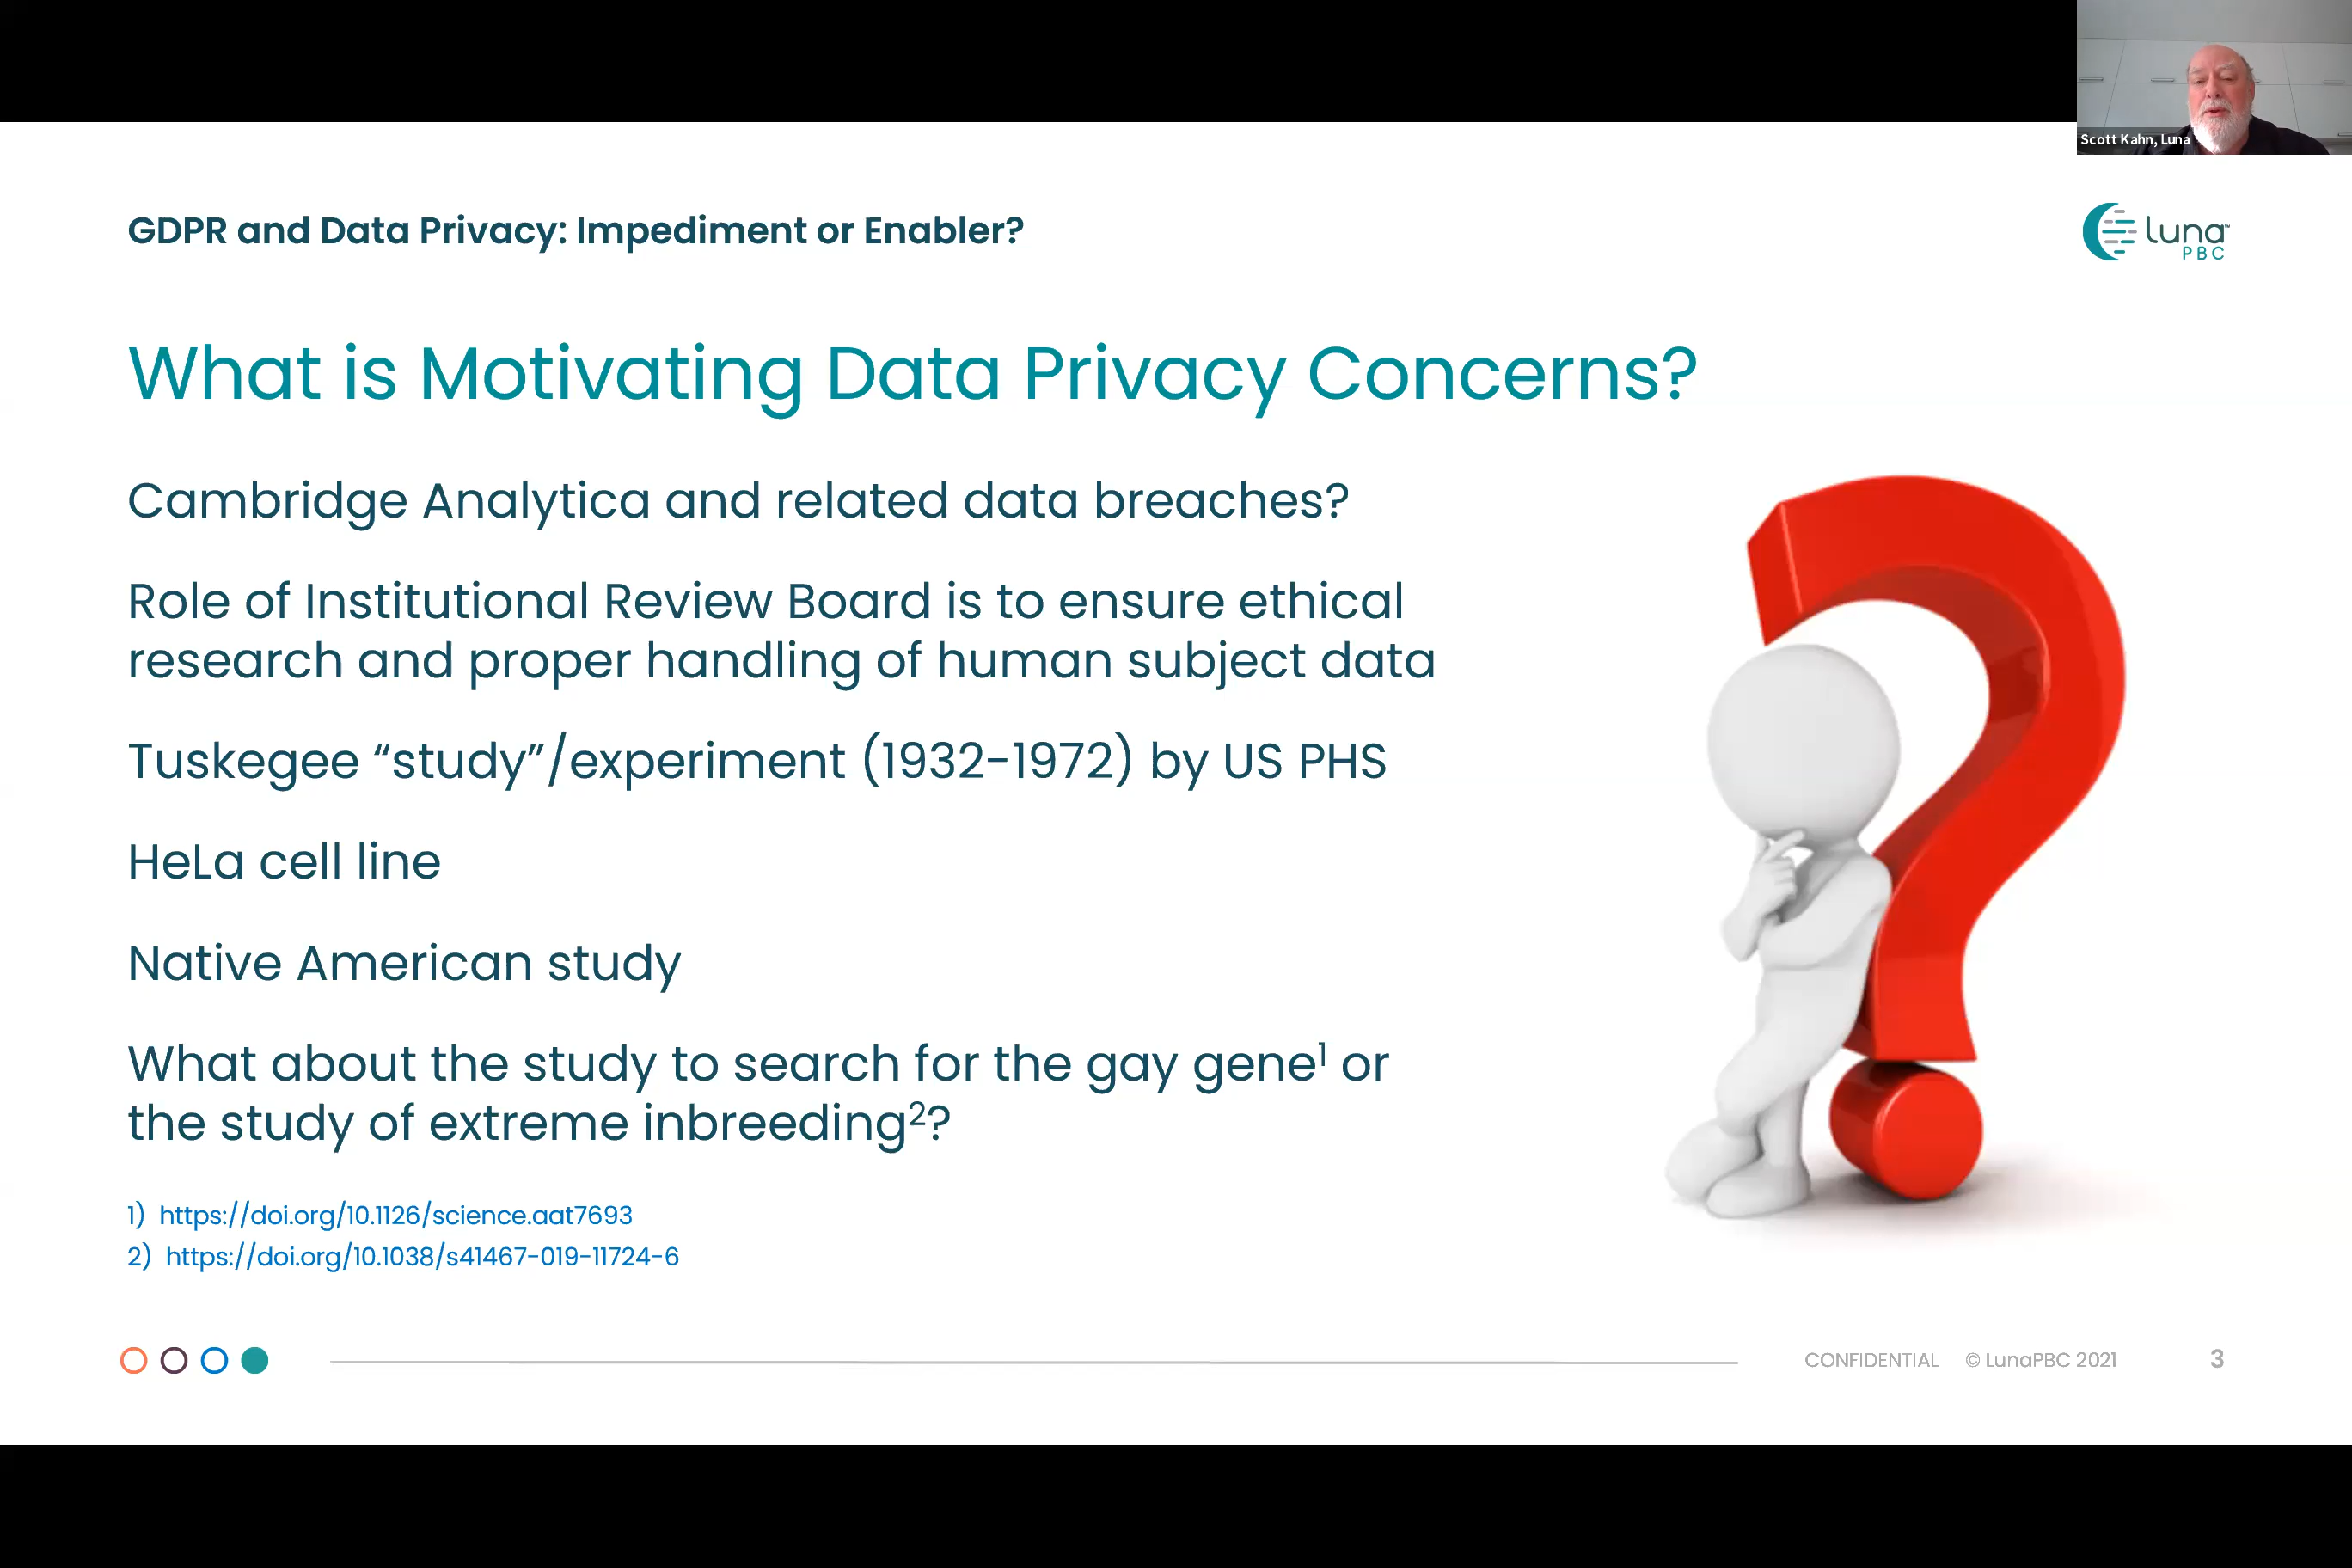 Scott Kahn, Luna
GDPR and Data Privacy: Impediment or Enabler?
luna™
PBC
What is Motivating Data Privacy Concerns?
Cambridge Analytica and related data breaches?
Role of Institutional Review Board is to ensure ethical
research and proper handling of human subject data
Tuskegee “study”/experiment (1932-1972) by US PHS
HeLa cell line
Native American study
What about the study to search for the gay gene¹ or
the study of extreme inbreeding²?
1) https://doi.org/10.1126/science.aat7693
2) https://doi.org/10.1038/s41467-019-11724-6
CONFIDENTIAL © LunaPBC 2021 3